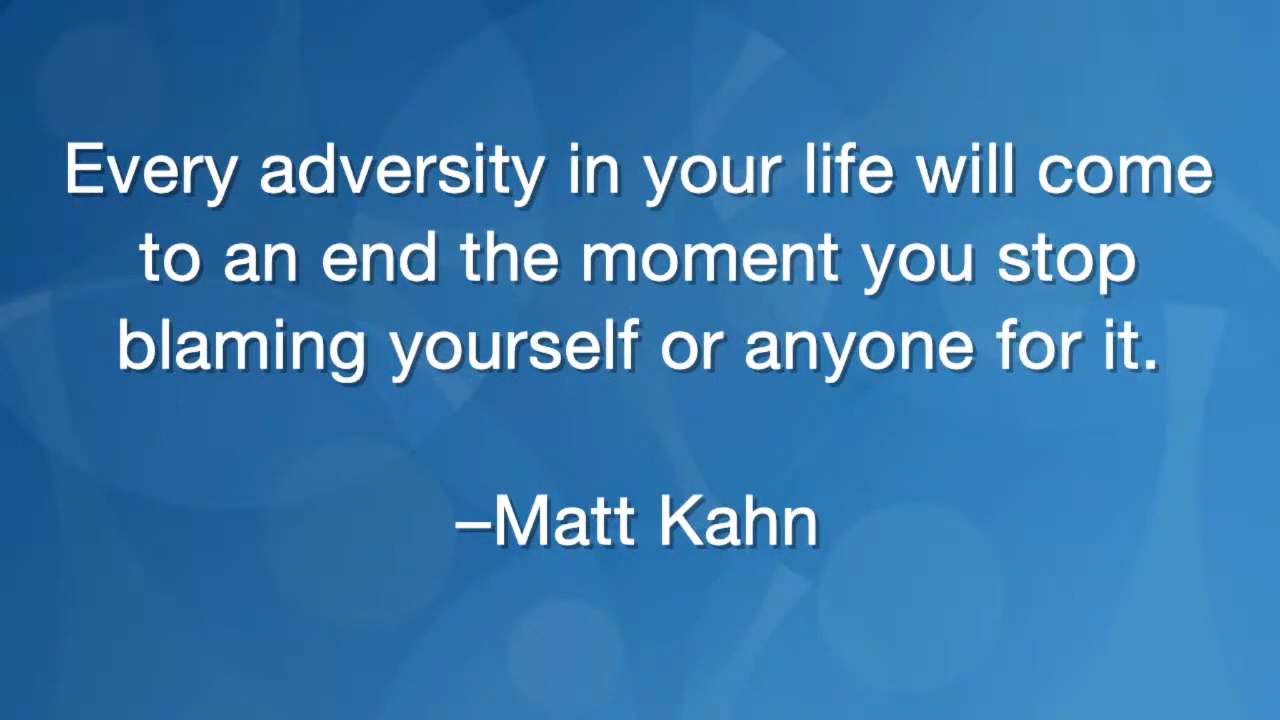 Every adversity in your life will come
to an end the moment you stop
blaming yourself or anyone for it.
–Matt Kahn